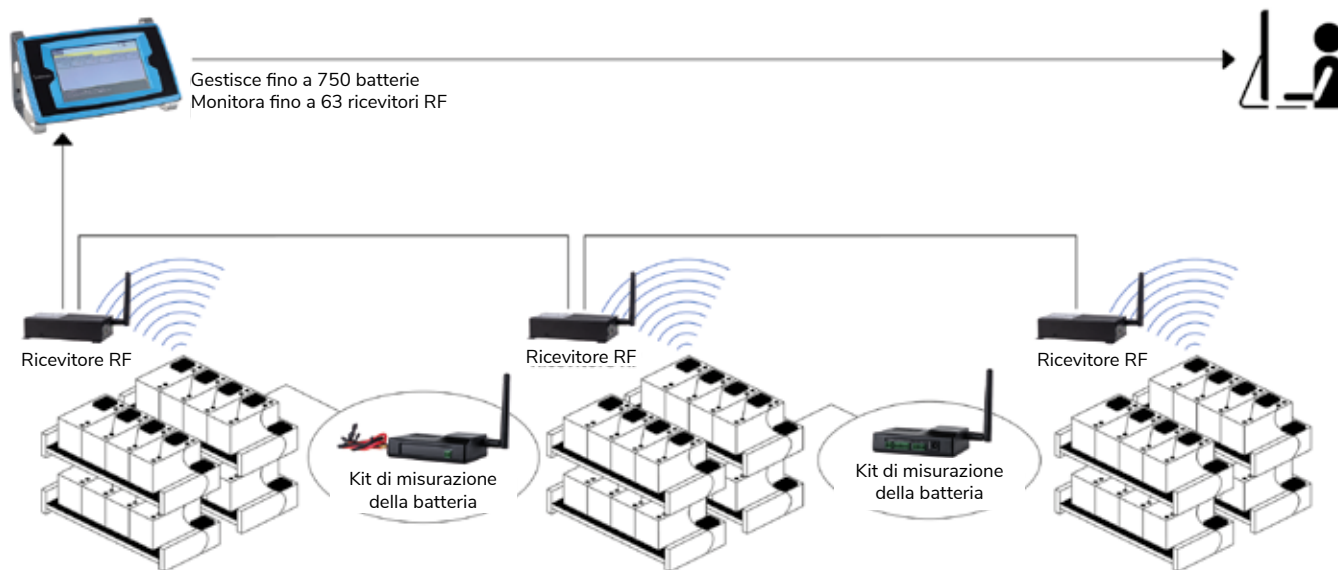 Gestisce fino a 750 batterie
Monitora fino a 63 ricevitori RF
Ricevitore RF
Ricevitore RF
Ricevitore RF
Kit di misurazione
della batteria
Kit di misurazione
della batteria